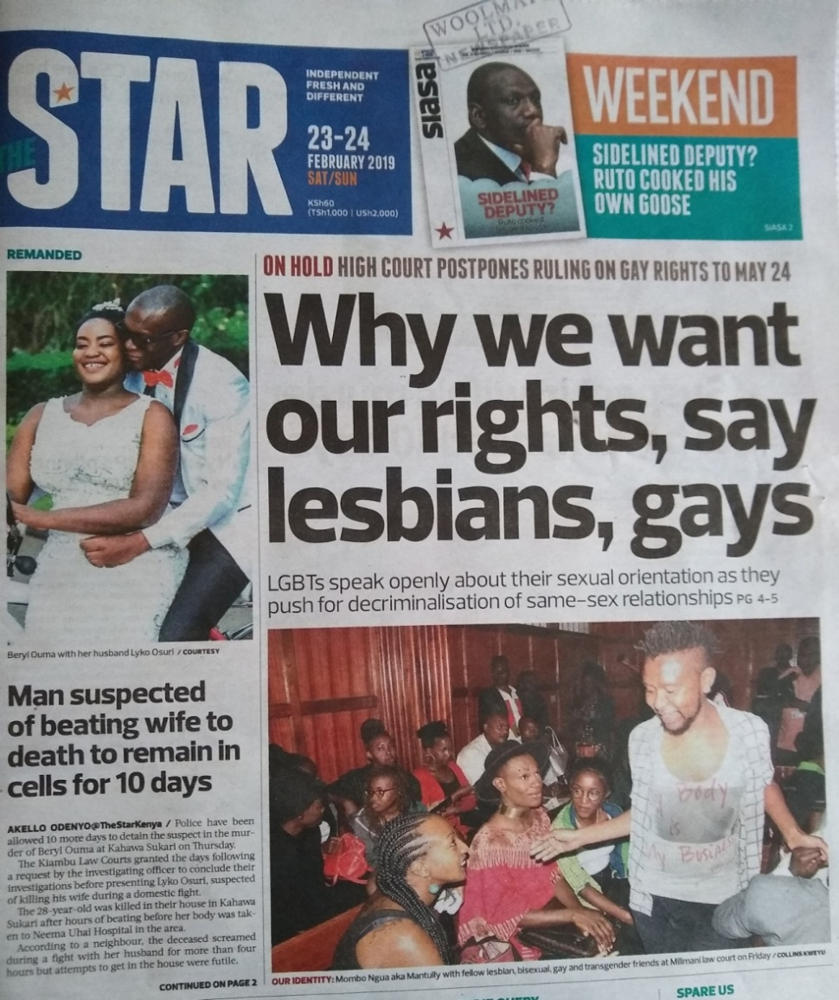 WOOLMA
LTD.
NEWSPAPER
THE
STAR
INDEPENDENT
FRESH AND
DIFFERENT
23-24
FEBRUARY 2019
SAT/SUN
KSh60
(TSh1,000 | USh2,000)
siasa
SIDELINED
DEPUTY?
Ruto cooked
WEEKEND
SIDELINED DEPUTY?
RUTO COOKED HIS
OWN GOOSE
SIASA 2
REMANDED
Beryl Ouma with her husband Lyko Osuri / COURTESY
Man suspected
of beating wife to
death to remain in
cells for 10 days
AKELLO ODENYO@TheStarKenya / Police have been
allowed 10 more days to detain the suspect in the mur-
der of Beryl Ouma at Kahawa Sukari on Thursday.
The Kiambu Law Courts granted the days following
a request by the investigating officer to conclude their
investigations before presenting Lyko Osuri, suspected
of killing his wife during a domestic fight.
The 28-year-old was killed in their house in Kahawa
Sukari after hours of beating before her body was tak-
en to Neema Uhai Hospital in the area.
According to a neighbour, the deceased screamed
during a fight with her husband for more than four
hours but attempts to get in the house were futile.
CONTINUED ON PAGE 2
ON HOLD HIGH COURT POSTPONES RULING ON GAY RIGHTS TO MAY 24
Why we want
our rights, say
lesbians, gays
LGBTs speak openly about their sexual orientation as they
push for decriminalisation of same-sex relationships PG 4-5
y Body
is
My Business
OUR IDENTITY: Mombo Ngua aka Mantully with fellow lesbian, bisexual, gay and transgender friends at Milimani law court on Friday / COLLINS KWEYU
SPARE US